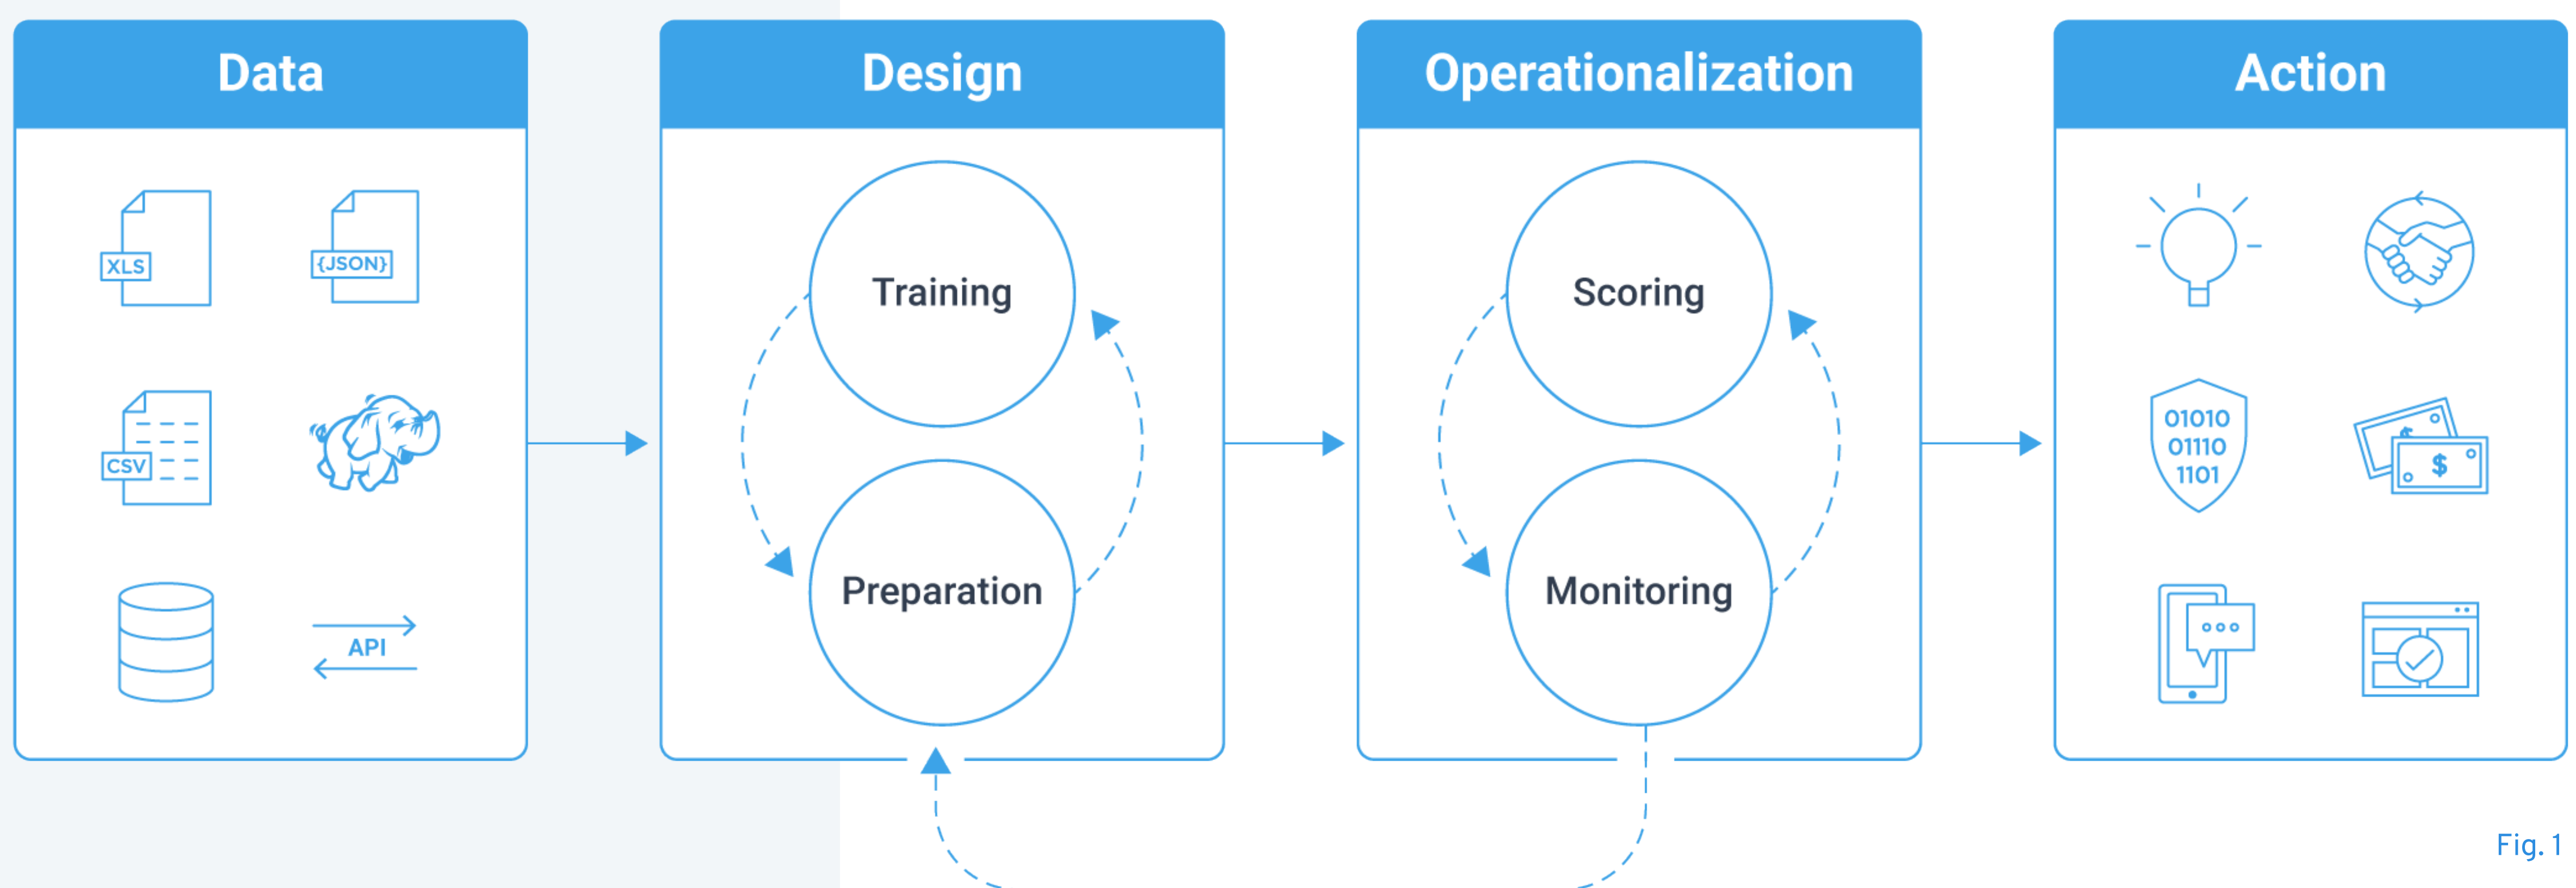 Data
Design
Operationalization
Action
XLS
{JSON}
CSV
API
Training
Preparation
Scoring
Monitoring
01010
01110
1101
$
$
Fig. 1